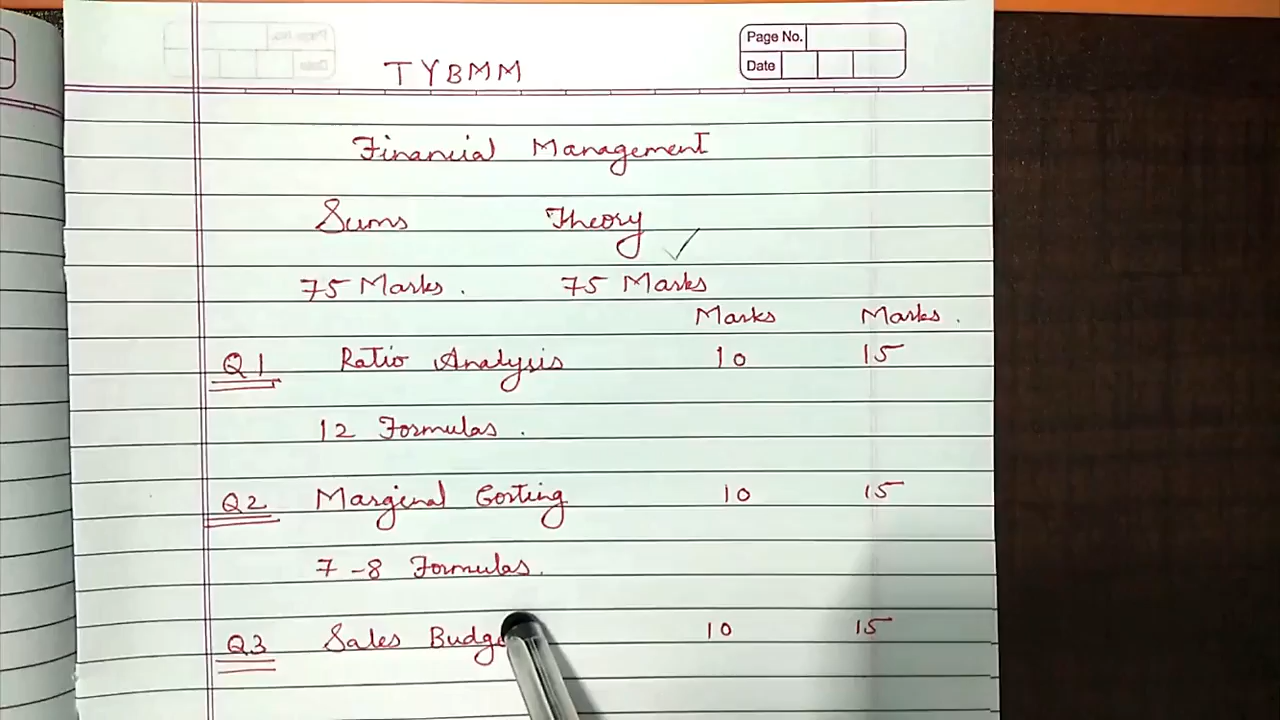 Page No.
Date
TYBMM
Financial Management
Sums Theory
75 Marks. 75 Marks
Marks Marks.
Q1 Ratio Analysis 10 15
12 Formulas.
Q2 Marginal Costing 10 15
7-8 Formulas.
Q3 Sales 10 15